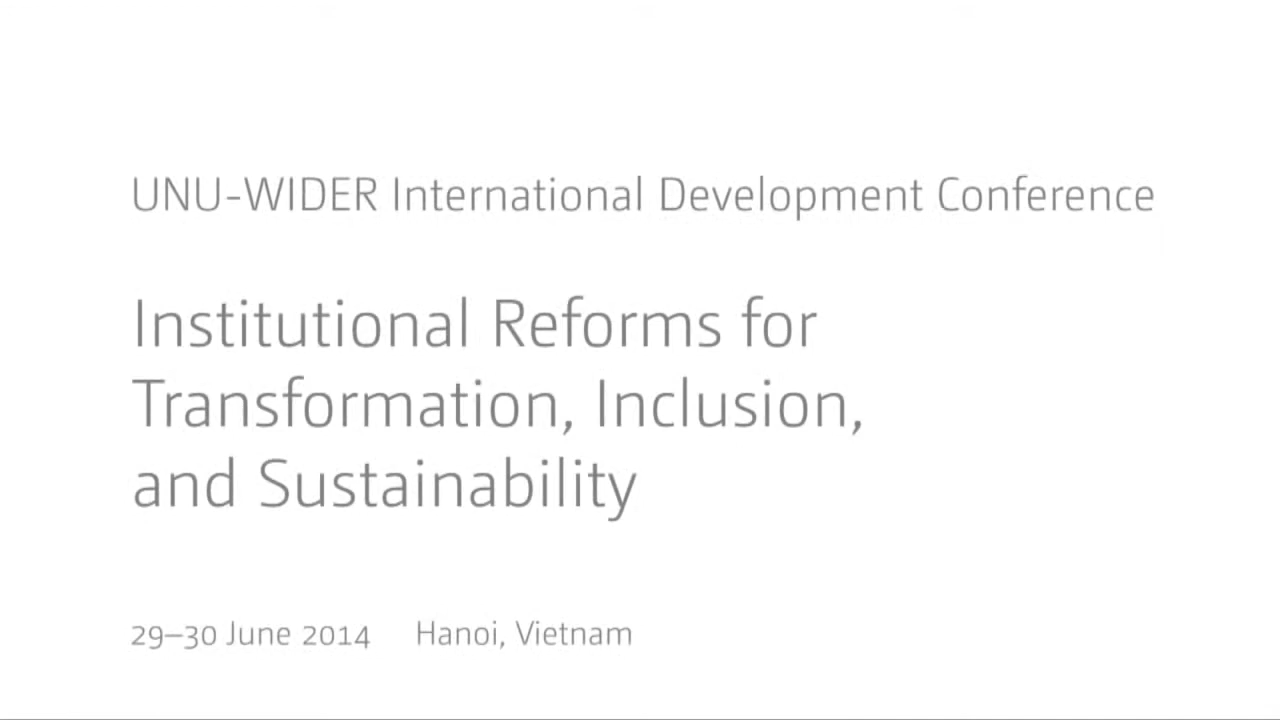 UNU-WIDER International Development Conference
Institutional Reforms for
Transformation, Inclusion,
and Sustainability
29–30 June 2014 Hanoi, Vietnam